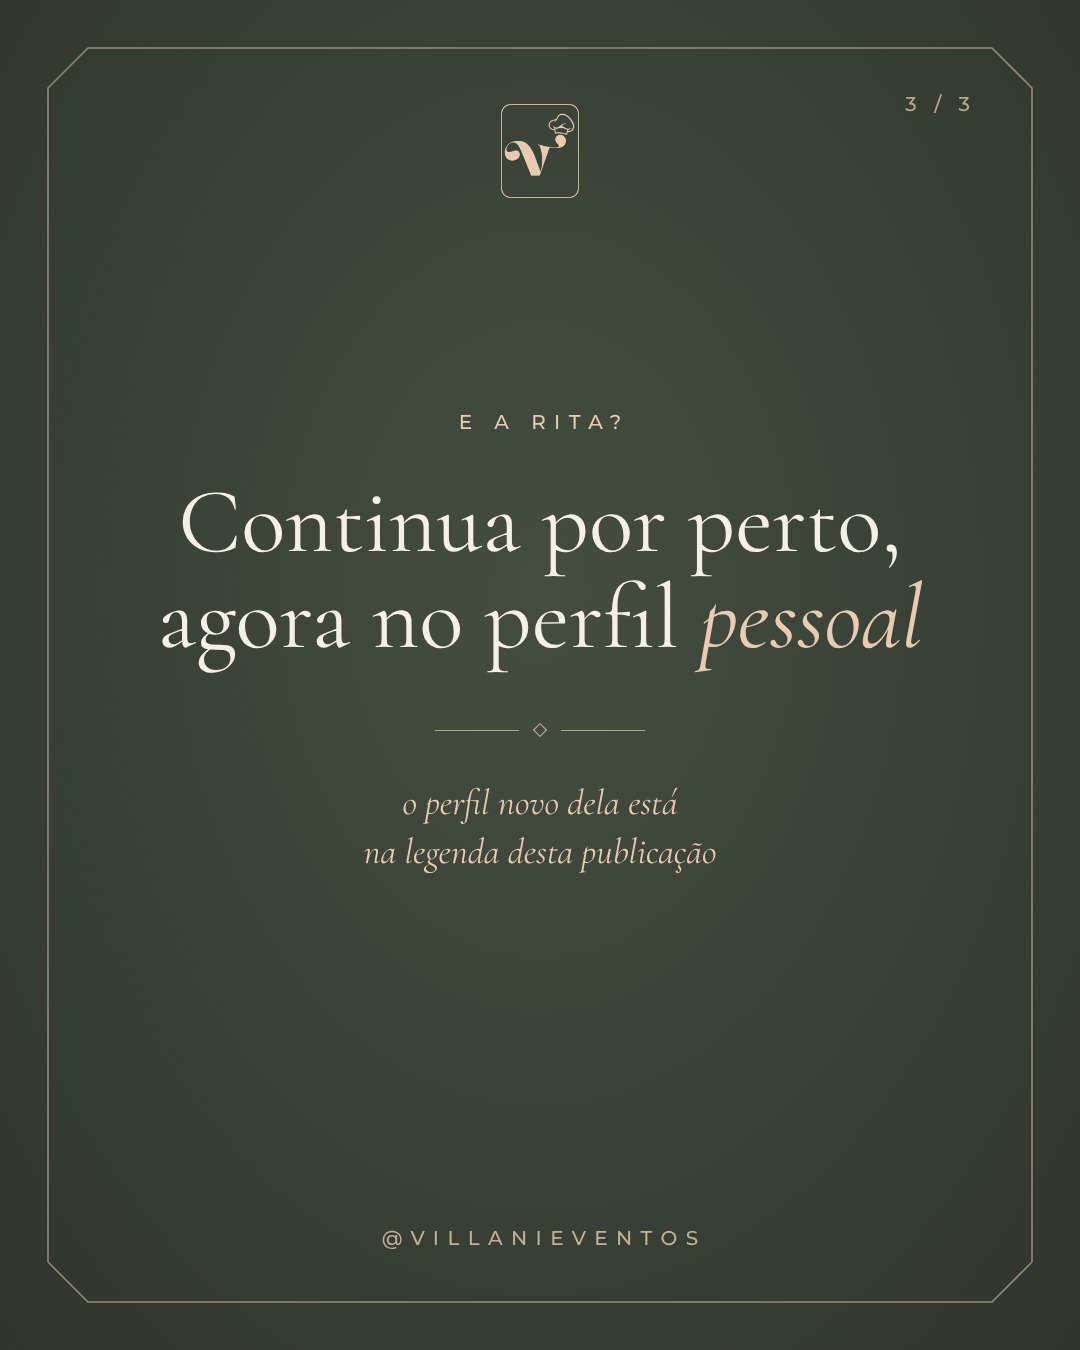 3 / 3
v
E A RITA?
Continua por perto,
agora no perfil pessoal
o perfil novo dela está
na legenda desta publicação
@VILLANIEVENTOS